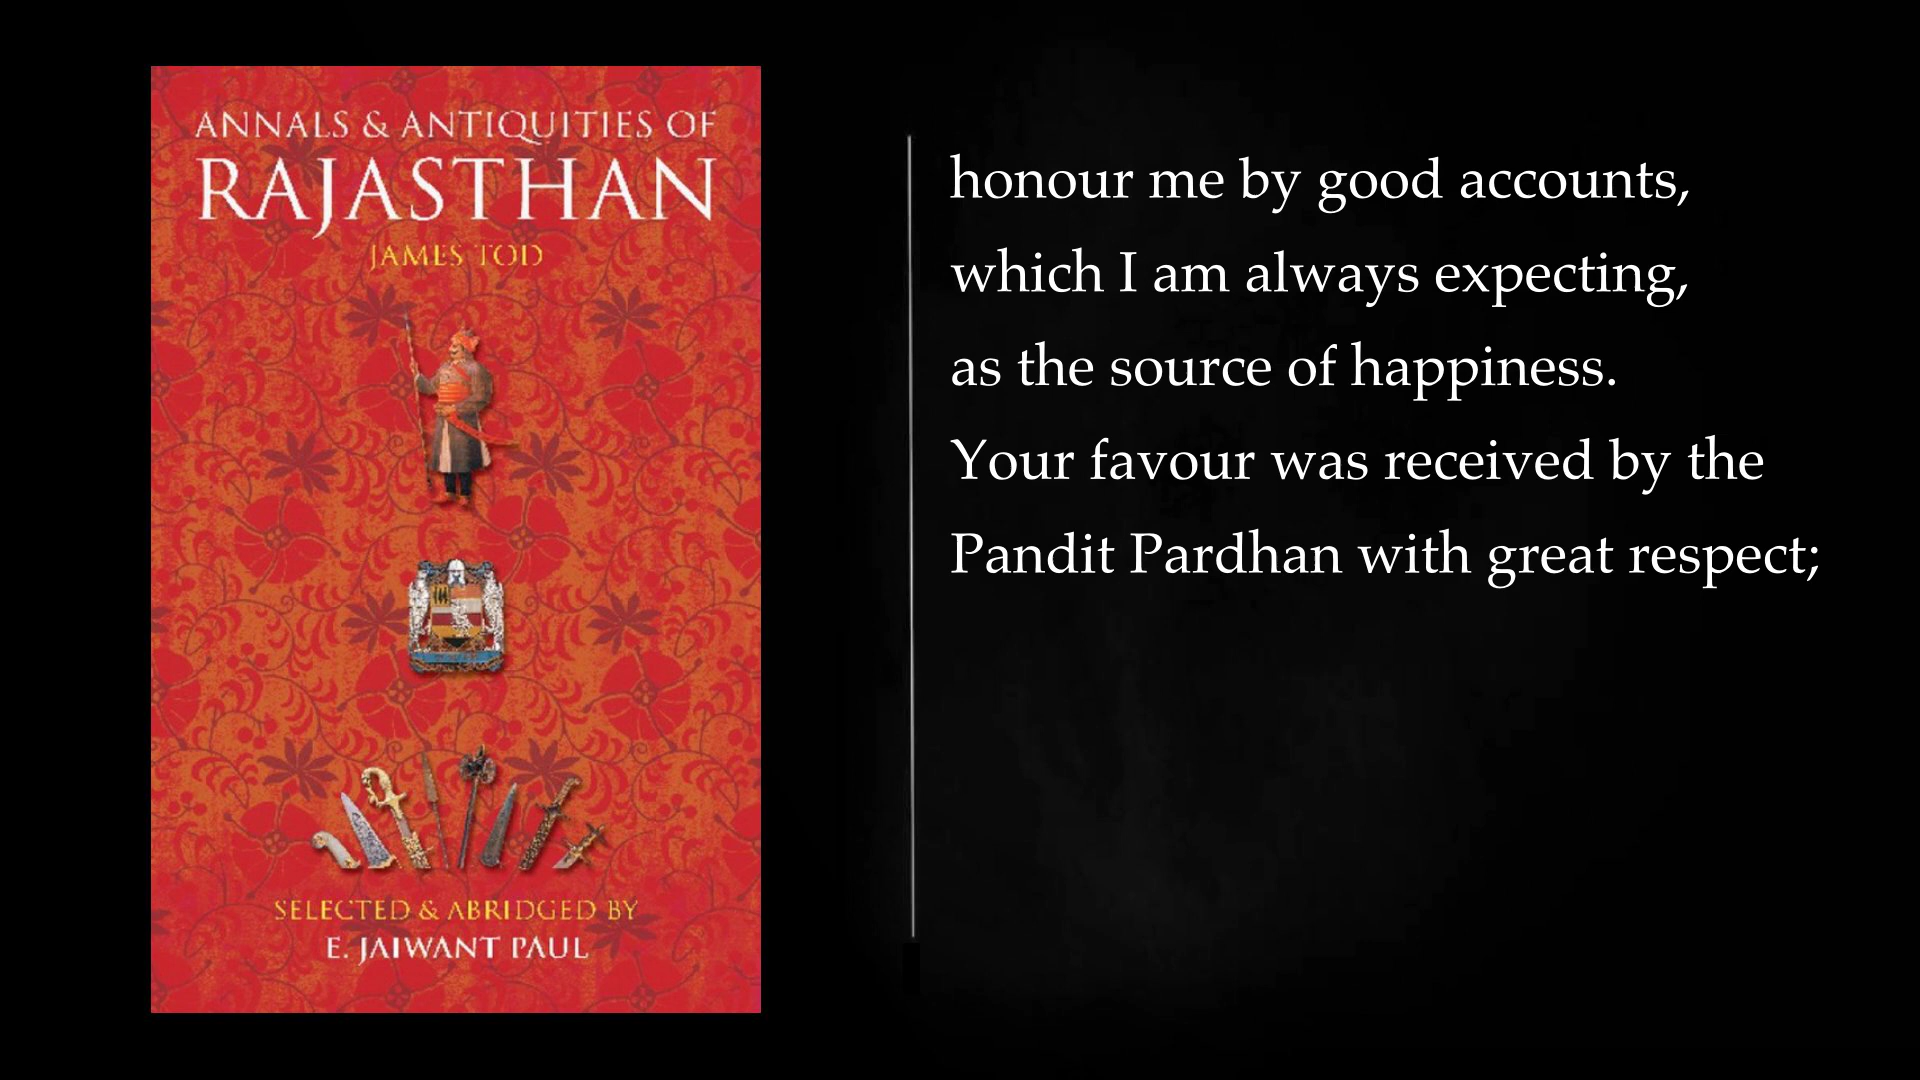 ANNALS & ANTIQUITIES OF
RAJASTHAN
JAMES TOD
SELECTED & ABRIDGED BY
E. JAIWANT PAUL
honour me by good accounts,
which I am always expecting,
as the source of happiness.
Your favour was received by the
Pandit Pardhan with great respect;